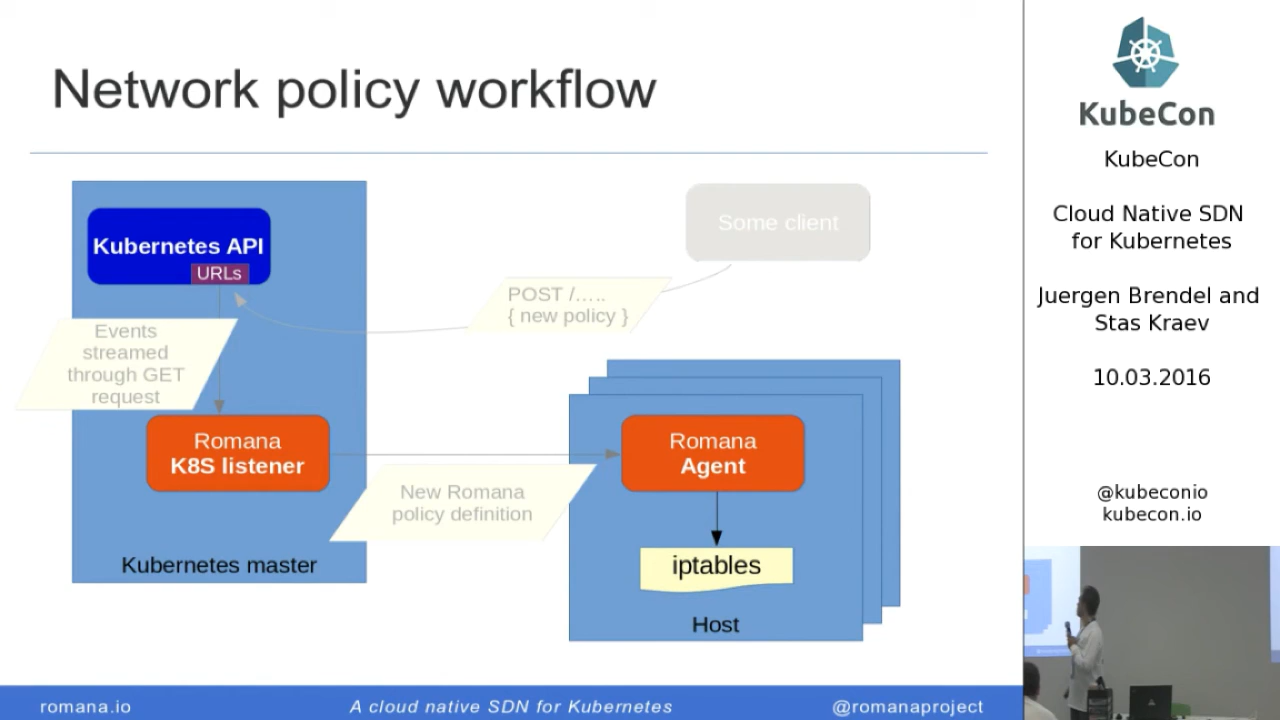 Network policy workflow
Kubernetes API
URLs
Some client
POST /.....
{ new policy }
Events
streamed
through GET
request
Romana
K8S listener
New Romana
policy definition
Romana
Agent
iptables
Kubernetes master
Host
romana.io
A cloud native SDN for Kubernetes
@romanaproject
KubeCon
KubeCon
Cloud Native SDN
for Kubernetes
Juergen Brendel and
Stas Kraev
10.03.2016
@kubeconio
kubecon.io